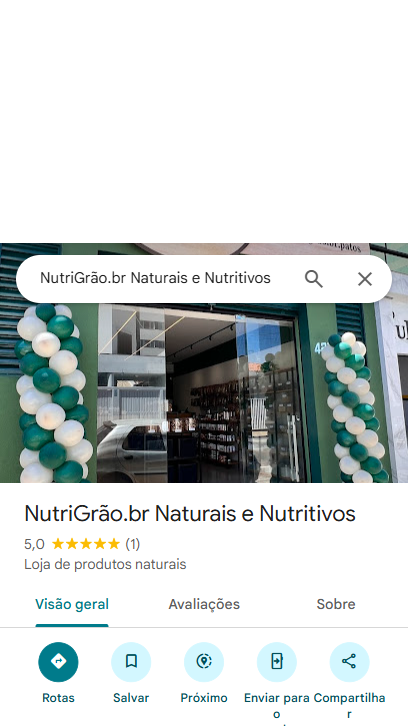 NutriGrão.br Naturais e Nutritivos
NutriGrão.br Naturais e Nutritivos
5,0 (1)
Loja de produtos naturais
Visão geral Avaliações Sobre
Rotas Salvar Próximo Enviar para o Compartilhar